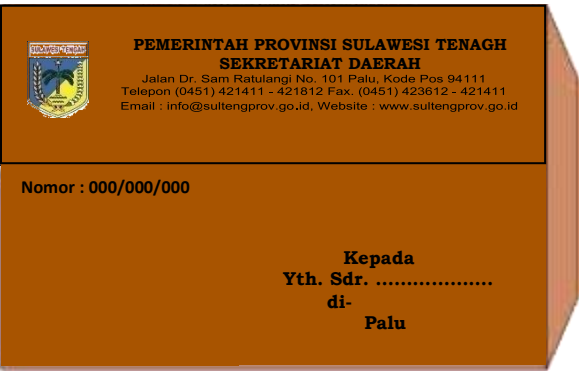 SULAWESI TENGAH
PEMERINTAH PROVINSI SULAWESI TENAGH
SEKRETARIAT DAERAH
Jalan Dr. Sam Ratulangi No. 101 Palu, Kode Pos 94111
Telepon (0451) 421411 - 421812 Fax. (0451) 423612 - 421411
Email : info@sultengprov.go.id, Website : www.sultengprov.go.id
Nomor : 000/000/000
Kepada
Yth. Sdr. ...................
di-
Palu